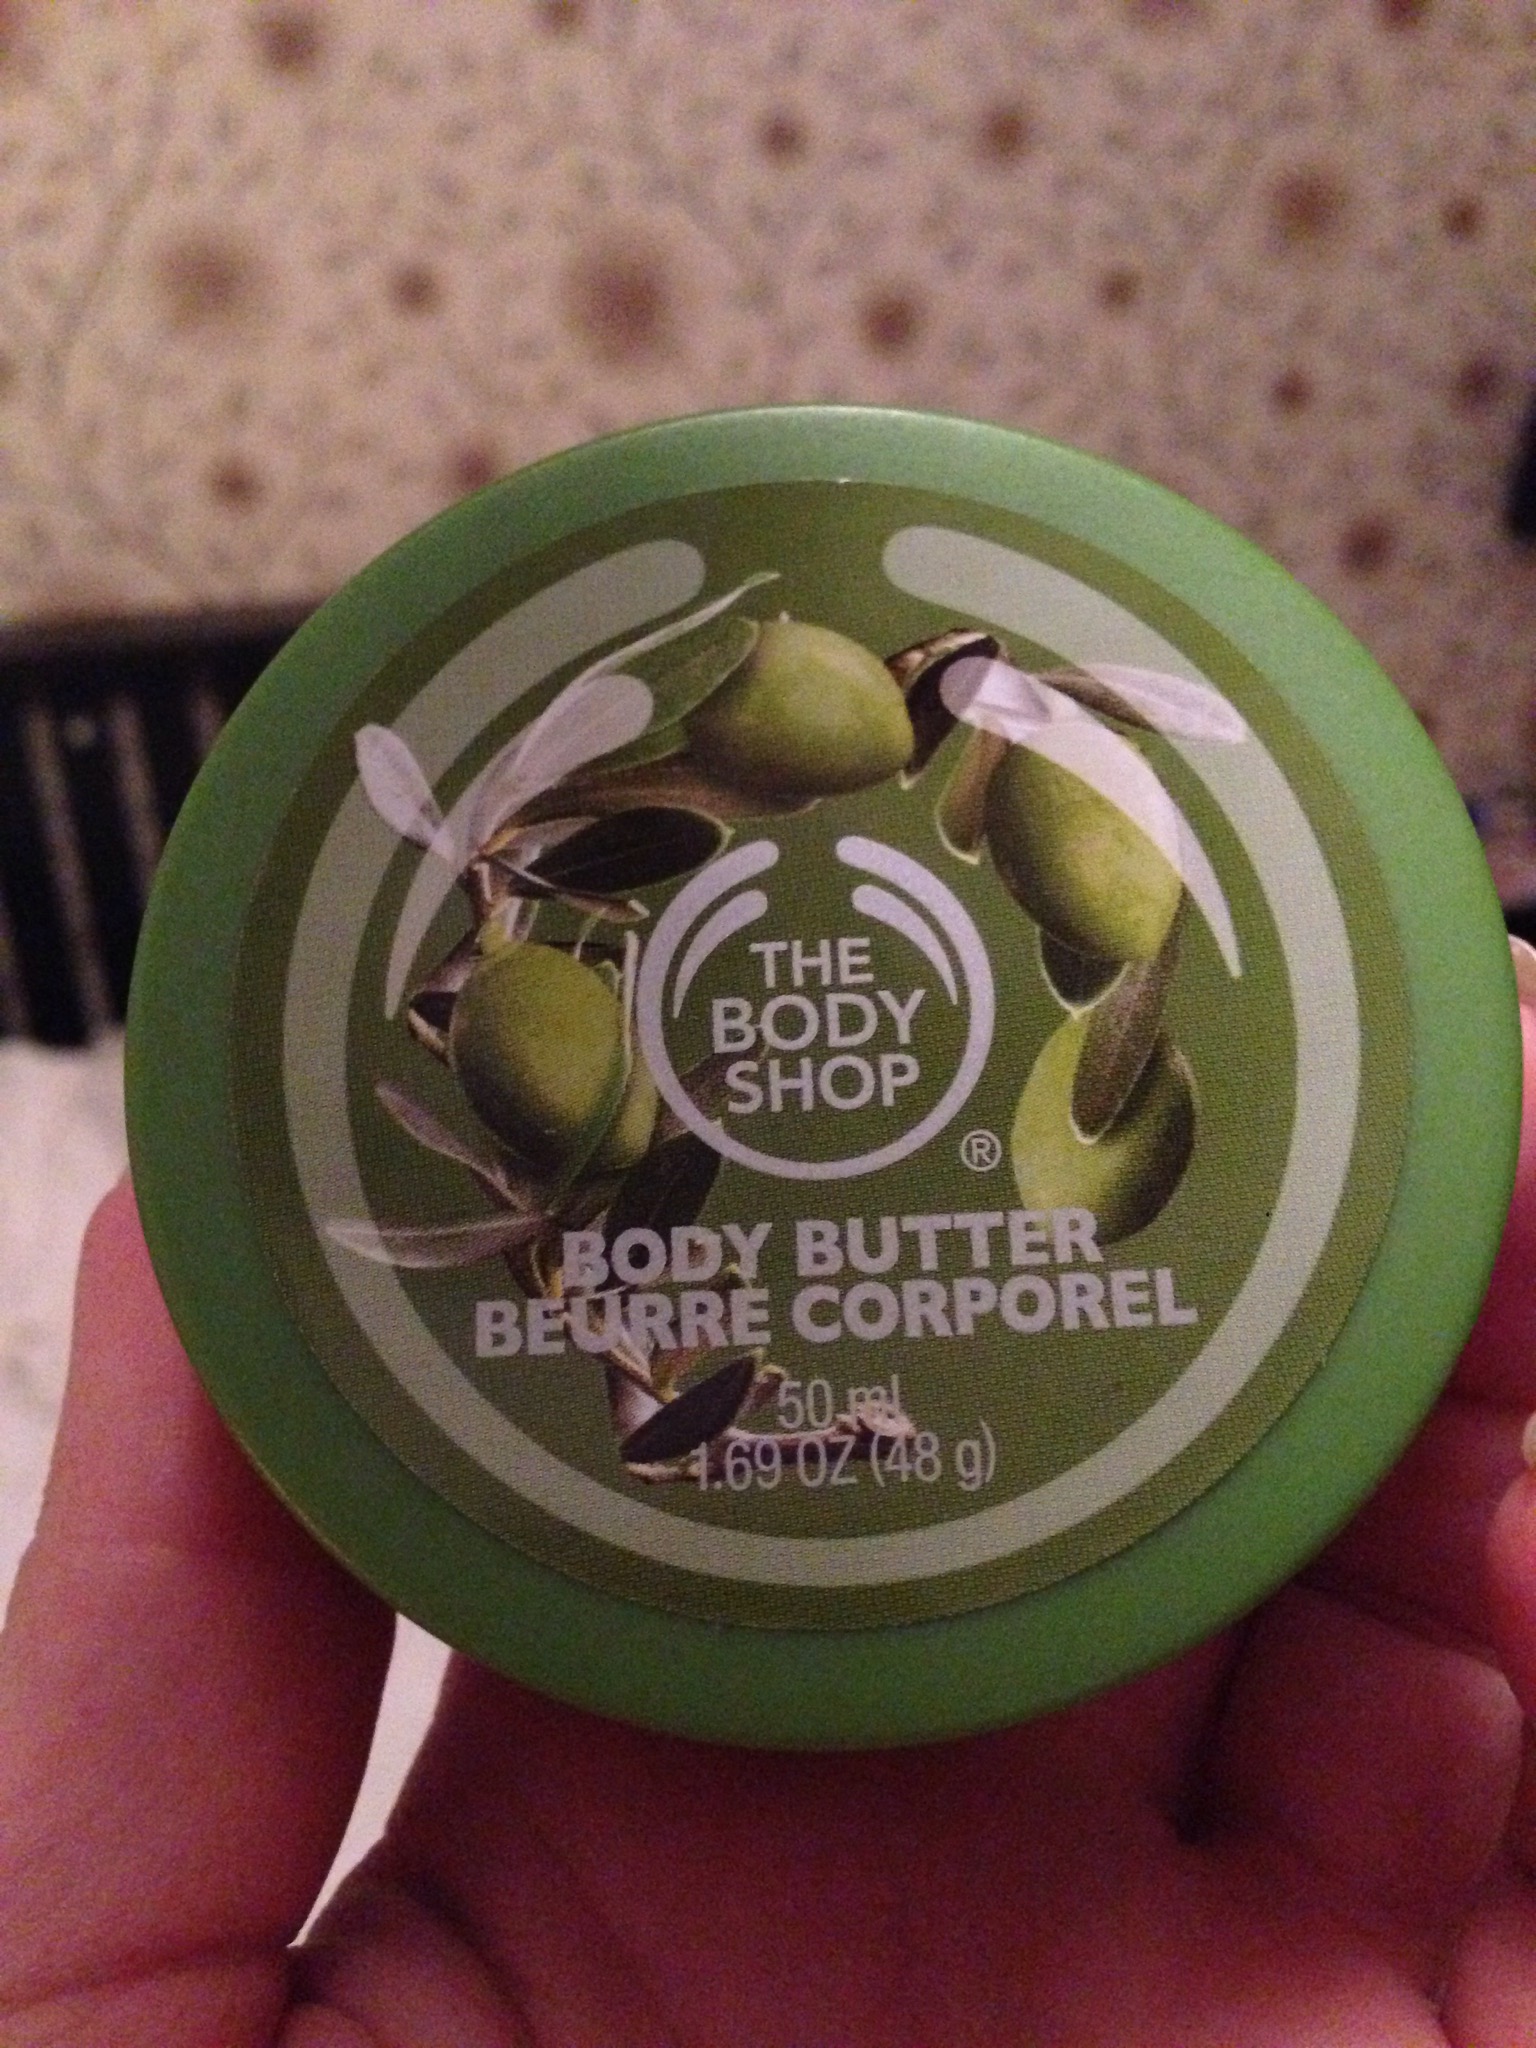 THE
BODY
SHOP
®
BODY BUTTER
BEURRE CORPOREL
50 ml
1.69 OZ (48 g)